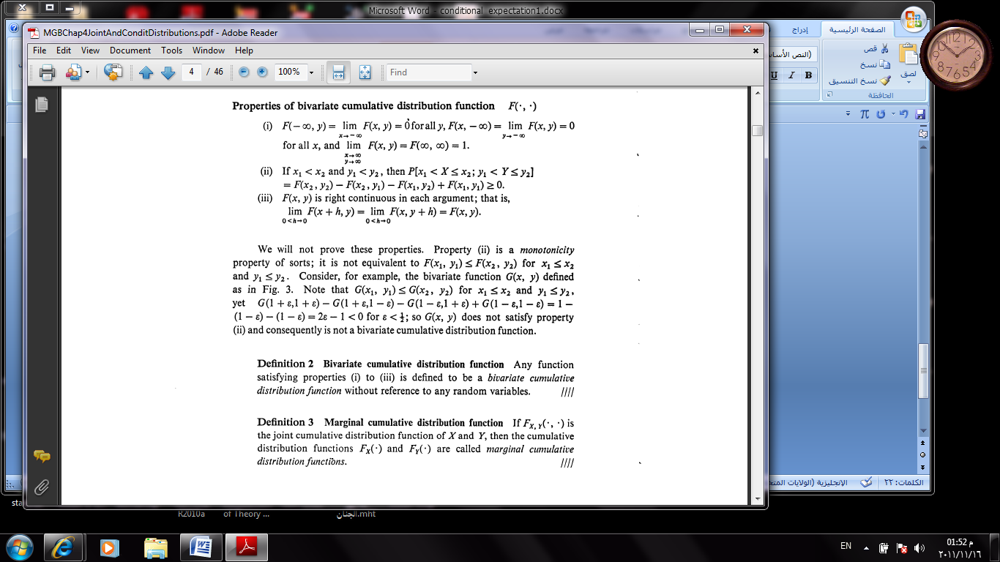 Microsoft Word - conditional expectation1.docx
MGBChap4JointAndConditDistributions.pdf - Adobe Reader
File Edit View Document Tools Window Help
4 / 46 100% Find
إدراج الصفحة الرئيسية
قص
نسخ
نسخ التنسيق
لصق
الحافظة
(النص الأساس
U I B
Properties of bivariate cumulative distribution function F(·, ·)
(i) F(−∞, y) = lim F(x, y) = 0 for all y, F(x, −∞) = lim F(x, y) = 0
x→−∞ y→−∞
for all x, and lim F(x, y) = F(∞, ∞) = 1.
x→∞
y→∞
(ii) If x₁ < x₂ and y₁ < y₂, then P[x₁ < X ≤ x₂; y₁ < Y ≤ y₂]
= F(x₂, y₂) − F(x₂, y₁) − F(x₁, y₂) + F(x₁, y₁) ≥ 0.
(iii) F(x, y) is right continuous in each argument; that is,
lim F(x + h, y) = lim F(x, y + h) = F(x, y).
0<h→0 0<h→0
We will not prove these properties. Property (ii) is a monotonicity
property of sorts; it is not equivalent to F(x₁, y₁) ≤ F(x₂, y₂) for x₁ ≤ x₂
and y₁ ≤ y₂. Consider, for example, the bivariate function G(x, y) defined
as in Fig. 3. Note that G(x₁, y₁) ≤ G(x₂, y₂) for x₁ ≤ x₂ and y₁ ≤ y₂,
yet G(1 + ε,1 + ε) − G(1 + ε,1 − ε) − G(1 − ε,1 + ε) + G(1 − ε,1 − ε) = 1 −
(1 − ε) − (1 − ε) = 2ε − 1 < 0 for ε < ½; so G(x, y) does not satisfy property
(ii) and consequently is not a bivariate cumulative distribution function.
Definition 2 Bivariate cumulative distribution function Any function
satisfying properties (i) to (iii) is defined to be a bivariate cumulative
distribution function without reference to any random variables. ////
Definition 3 Marginal cumulative distribution function If F_X, Y(·, ·) is
the joint cumulative distribution function of X and Y, then the cumulative
distribution functions F_X(·) and F_Y(·) are called marginal cumulative
distribution functions. ////
الكلمات: ٢٢ الإنجليزية (الولايات المتح
sta
R2010a of Theory ... الجنان.mht
EN
01:52 م
٢٠١١/١١/١٦